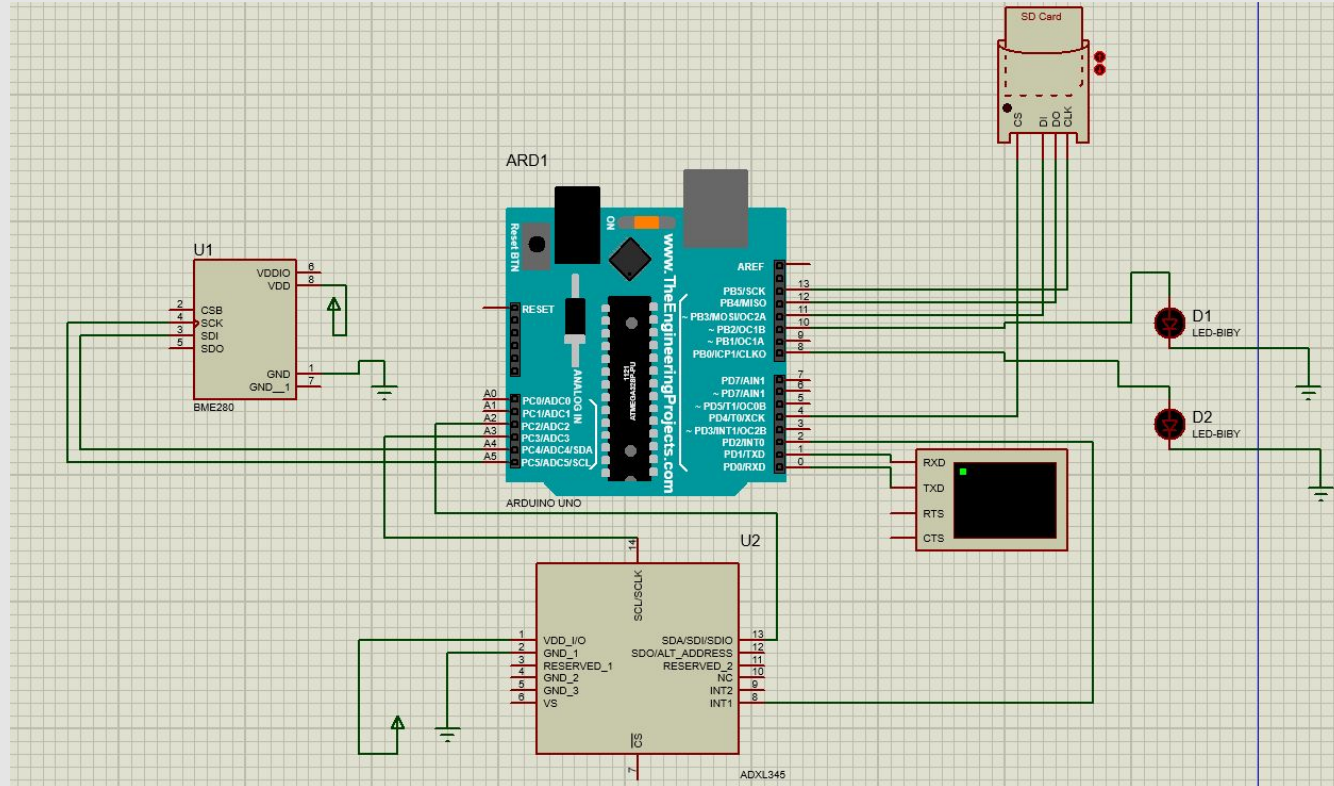 SD Card
CS
DI
DO
CLK
ARD1
ON
Reset BTN
www.TheEngineeringProjects.com
AREF
RESET
PB5/SCK
13
PB4/MISO
12
~ PB3/MOSI/OC2A
11
~ PB2/OC1B
10
~ PB1/OC1A
9
PB0/ICP1/CLKO
8
1121
ATMEGA328P-PU
ANALOG IN
PD7/AIN1
7
~ PD7/AIN1
6
~ PD5/T1/OC0B
5
PD4/T0/XCK
4
~ PD3/INT1/OC2B
3
PD2/INT0
2
PD1/TXD
1
PD0/RXD
0
A0
PC0/ADC0
A1
PC1/ADC1
A2
PC2/ADC2
A3
PC3/ADC3
A4
PC4/ADC4/SDA
A5
PC5/ADC5/SCL
ARDUINO UNO
U1
VDDIO
6
VDD
8
2
CSB
4
SCK
3
SDI
5
SDO
GND
1
GND__1
7
BME280
D1
LED-BIBY
D2
LED-BIBY
RXD
TXD
RTS
CTS
U2
14
SCL/SCLK
1
VDD_I/O
2
GND_1
3
RESERVED_1
4
GND_2
5
GND_3
6
VS
SDA/SDI/SDIO
13
SDO/ALT_ADDRESS
12
RESERVED_2
11
NC
10
INT2
9
INT1
8
CS
7
ADXL345